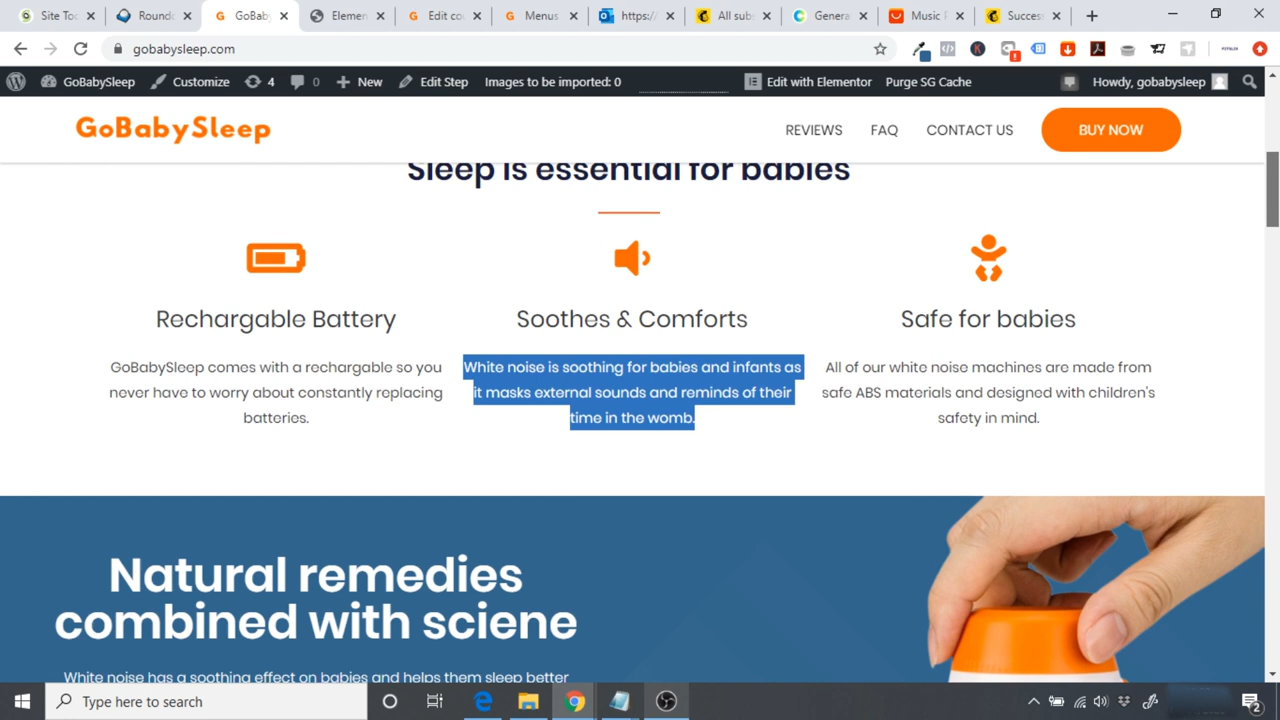 Site Too
Roundc
GoBaby
Elemen
Edit co
Menus
https:/
All sub
Genera
Music F
Succes
gobabysleep.com
GoBabySleep
Customize
4
0
New
Edit Step
Images to be imported: 0
Edit with Elementor
Purge SG Cache
Howdy, gobabysleep
GoBabySleep
REVIEWS
FAQ
CONTACT US
BUY NOW
Sleep is essential for babies
Rechargable Battery
Soothes & Comforts
Safe for babies
GoBabySleep comes with a rechargable so you
never have to worry about constantly replacing
batteries.
White noise is soothing for babies and infants as
it masks external sounds and reminds of their
time in the womb.
All of our white noise machines are made from
safe ABS materials and designed with children's
safety in mind.
Natural remedies
combined with sciene
White noise has a soothing effect on babies and helps them sleep better
Type here to search
2